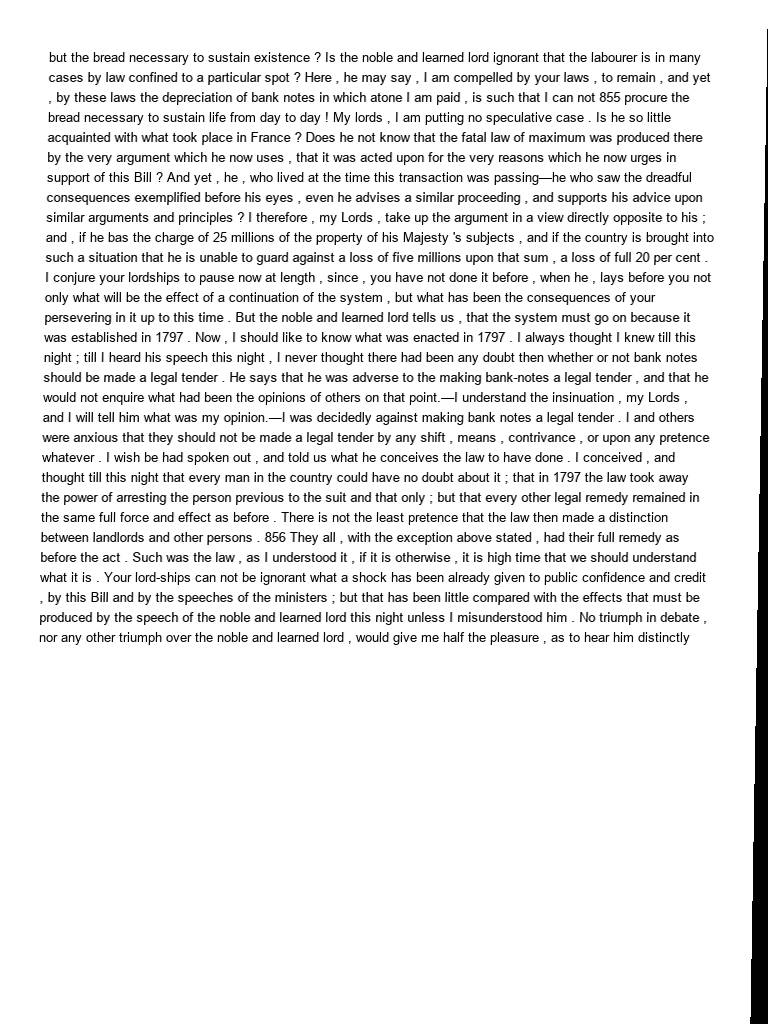 but the bread necessary to sustain existence ? Is the noble and learned lord ignorant that the labourer is in many
cases by law confined to a particular spot ? Here , he may say , I am compelled by your laws , to remain , and yet
, by these laws the depreciation of bank notes in which atone I am paid , is such that I can not 855 procure the
bread necessary to sustain life from day to day ! My lords , I am putting no speculative case . Is he so little
acquainted with what took place in France ? Does he not know that the fatal law of maximum was produced there
by the very argument which he now uses , that it was acted upon for the very reasons which he now urges in
support of this Bill ? And yet , he , who lived at the time this transaction was passing—he who saw the dreadful
consequences exemplified before his eyes , even he advises a similar proceeding , and supports his advice upon
similar arguments and principles ? I therefore , my Lords , take up the argument in a view directly opposite to his ;
and , if he bas the charge of 25 millions of the property of his Majesty 's subjects , and if the country is brought into
such a situation that he is unable to guard against a loss of five millions upon that sum , a loss of full 20 per cent .
I conjure your lordships to pause now at length , since , you have not done it before , when he , lays before you not
only what will be the effect of a continuation of the system , but what has been the consequences of your
persevering in it up to this time . But the noble and learned lord tells us , that the system must go on because it
was established in 1797 . Now , I should like to know what was enacted in 1797 . I always thought I knew till this
night ; till I heard his speech this night , I never thought there had been any doubt then whether or not bank notes
should be made a legal tender . He says that he was adverse to the making bank-notes a legal tender , and that he
would not enquire what had been the opinions of others on that point.—I understand the insinuation , my Lords ,
and I will tell him what was my opinion.—I was decidedly against making bank notes a legal tender . I and others
were anxious that they should not be made a legal tender by any shift , means , contrivance , or upon any pretence
whatever . I wish be had spoken out , and told us what he conceives the law to have done . I conceived , and
thought till this night that every man in the country could have no doubt about it ; that in 1797 the law took away
the power of arresting the person previous to the suit and that only ; but that every other legal remedy remained in
the same full force and effect as before . There is not the least pretence that the law then made a distinction
between landlords and other persons . 856 They all , with the exception above stated , had their full remedy as
before the act . Such was the law , as I understood it , if it is otherwise , it is high time that we should understand
what it is . Your lord-ships can not be ignorant what a shock has been already given to public confidence and credit
, by this Bill and by the speeches of the ministers ; but that has been little compared with the effects that must be
produced by the speech of the noble and learned lord this night unless I misunderstood him . No triumph in debate ,
nor any other triumph over the noble and learned lord , would give me half the pleasure , as to hear him distinctly